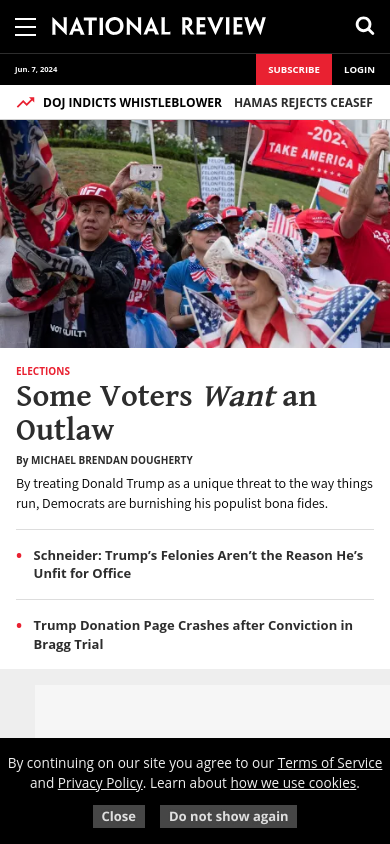 NATIONAL REVIEW
Jun. 7, 2024
SUBSCRIBE
LOGIN
DOJ INDICTS WHISTLEBLOWER
HAMAS REJECTS CEASEF
-2024
TAKE AMERICA
UFC
TAKE AMERIC
NOT GUILTY
ELECTIONS
Some Voters Want an
Outlaw
By MICHAEL BRENDAN DOUGHERTY
By treating Donald Trump as a unique threat to the way things
run, Democrats are burnishing his populist bona fides.
• Schneider: Trump’s Felonies Aren’t the Reason He’s
Unfit for Office
• Trump Donation Page Crashes after Conviction in
Bragg Trial
By continuing on our site you agree to our Terms of Service
and Privacy Policy. Learn about how we use cookies.
Close
Do not show again